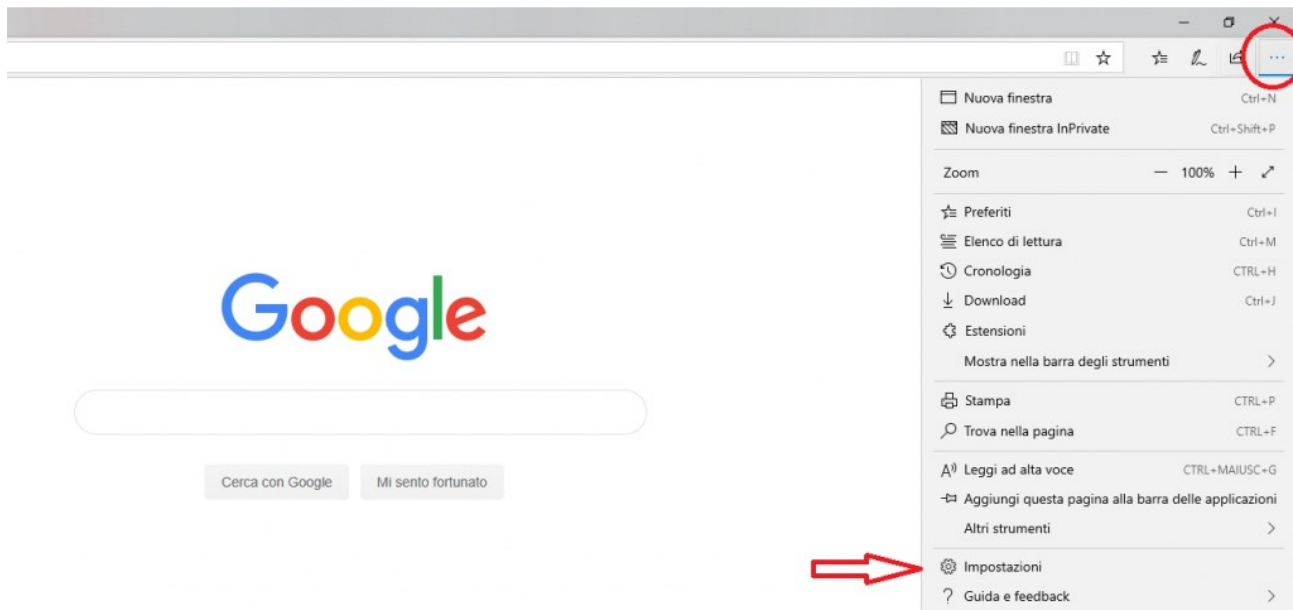 Nuova finestra Ctrl+N
Nuova finestra InPrivate Ctrl+Shift+P
Zoom — 100% +
Preferiti Ctrl+I
Elenco di lettura Ctrl+M
Cronologia CTRL+H
Download Ctrl+J
Estensioni
Mostra nella barra degli strumenti
Stampa CTRL+P
Trova nella pagina CTRL+F
Leggi ad alta voce CTRL+MAIUSC+G
Aggiungi questa pagina alla barra delle applicazioni
Altri strumenti
Impostazioni
Guida e feedback
Google
Cerca con Google Mi sento fortunato